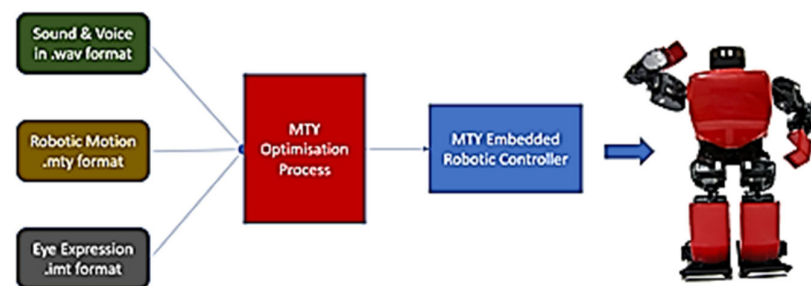 Sound & Voice
in .wav format
Robotic Motion
.mty format
Eye Expression
.imt format
MTY
Optimisation
Process
MTY Embedded
Robotic Controller